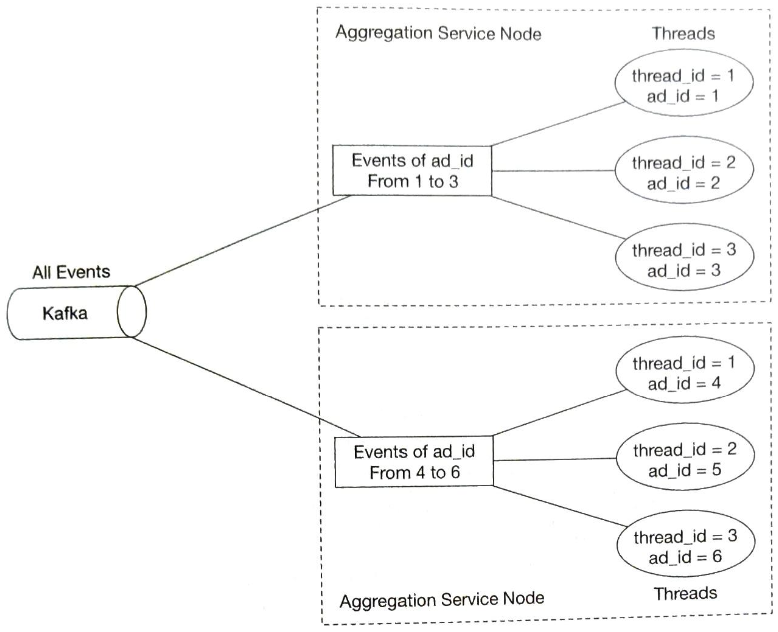 Aggregation Service Node
Threads
thread_id = 1
ad_id = 1
Events of ad_id
From 1 to 3
thread_id = 2
ad_id = 2
thread_id = 3
ad_id = 3
All Events
Kafka
thread_id = 1
ad_id = 4
Events of ad_id
From 4 to 6
thread_id = 2
ad_id = 5
thread_id = 3
ad_id = 6
Aggregation Service Node
Threads